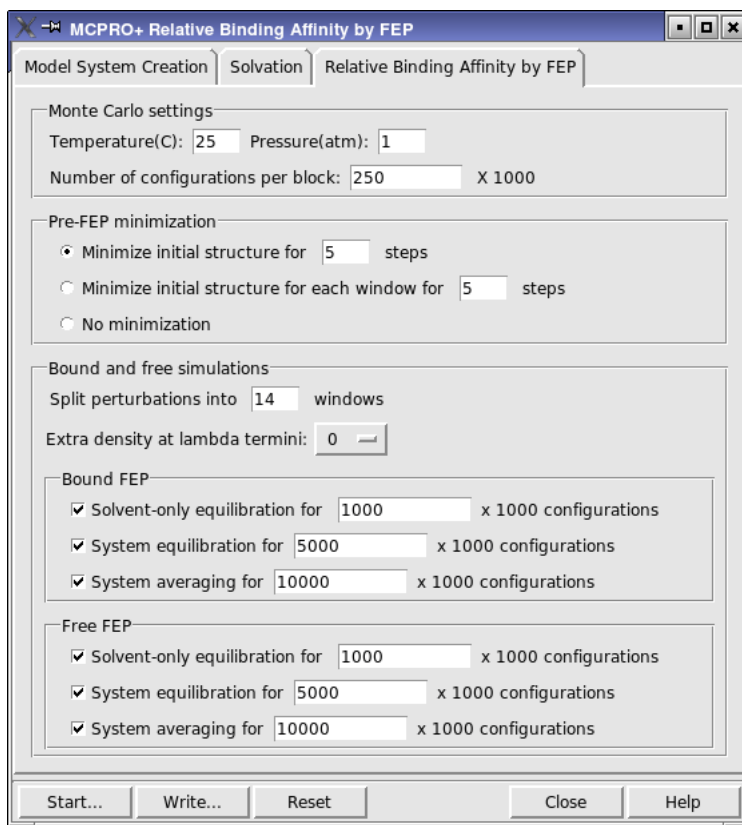 MCPRO+ Relative Binding Affinity by FEP
Model System Creation Solvation Relative Binding Affinity by FEP
Monte Carlo settings
Temperature(C): 25 Pressure(atm): 1
Number of configurations per block: 250 X 1000
Pre-FEP minimization
Minimize initial structure for 5 steps
Minimize initial structure for each window for 5 steps
No minimization
Bound and free simulations
Split perturbations into 14 windows
Extra density at lambda termini: 0
Bound FEP
Solvent-only equilibration for 1000 x 1000 configurations
System equilibration for 5000 x 1000 configurations
System averaging for 10000 x 1000 configurations
Free FEP
Solvent-only equilibration for 1000 x 1000 configurations
System equilibration for 5000 x 1000 configurations
System averaging for 10000 x 1000 configurations
Start... Write... Reset Close Help